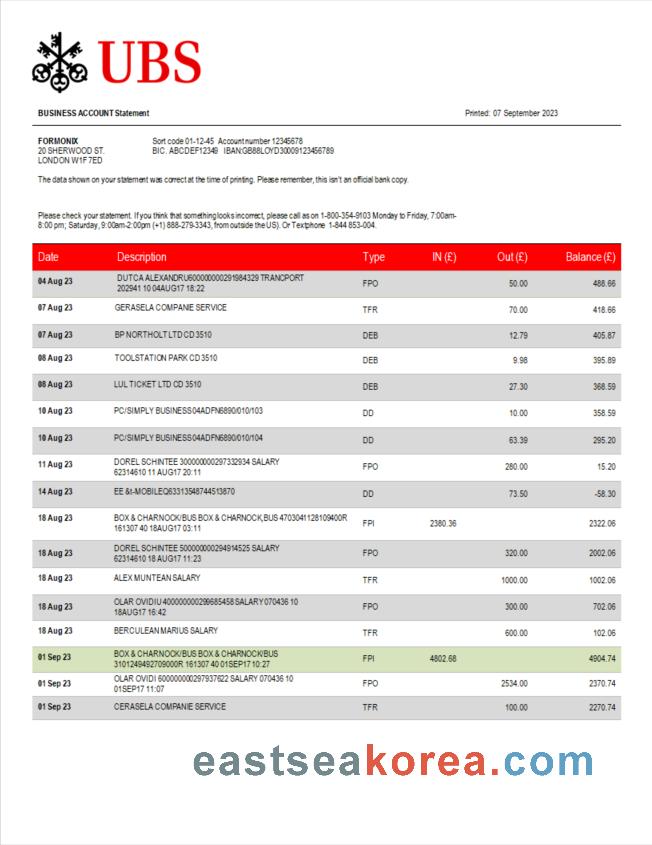 UBS
BUSINESS ACCOUNT Statement Printed: 07 September 2023
FORMONIX Sort code 01-12-45 Account number 12345678
20 SHERWOOD ST. BIC. ABCDEF12349 IBAN:GB88LOYD30009123456789
LONDON W1F 7ED
The data shown on your statement was correct at the time of printing. Please remember, this isn't an official bank copy.
Please check your statement. If you think that something looks incorrect, please call as on 1-800-354-9103 Monday to Friday, 7:00am-
8:00 pm; Saturday, 9:00am-2:00pm (+1) 888-279-3343, from outside the US). Or Textphone 1-844 853-004.
Date Description Type IN (£) Out (£) Balance (£)
04 Aug 23 DUTCA ALEXANDRU600000000291984329 TRANCPORT FPO 50.00 488.66
202941 10 04AUG17 18:22
07 Aug 23 GERASELA COMPANIE SERVICE TFR 70.00 418.66
07 Aug 23 BP NORTHOLT LTD CD 3510 DEB 12.79 405.87
08 Aug 23 TOOLSTATION PARK CD 3510 DEB 9.98 395.89
08 Aug 23 LUL TICKET LTD CD 3510 DEB 27.30 368.59
10 Aug 23 PC/SIMPLY BUSINESS04ADFN6890/010/103 DD 10.00 358.59
10 Aug 23 PC/SIMPLY BUSINESS04ADFN6890/010/104 DD 63.39 295.20
11 Aug 23 DOREL SCHINTEE 300000000297332934 SALARY FPO 280.00 15.20
62314610 11 AUG17 20:11
14 Aug 23 EE &t-MOBILEQ63313548744513870 DD 73.50 -58.30
18 Aug 23 BOX & CHARNOCK/BUS BOX & CHARNOCK,BUS 4703041128109400R FPI 2380.36 2322.06
161307 40 18AUG17 03:11
18 Aug 23 DOREL SCHINTEE 500000000294914525 SALARY FPO 320.00 2002.06
62314610 18 AUG17 11:23
18 Aug 23 ALEX MUNTEAN SALARY TFR 1000.00 1002.06
18 Aug 23 OLAR OVIDIU 400000000299685458 SALARY 070436 10 FPO 300.00 702.06
18AUG17 16:42
18 Aug 23 BERCULEAN MARIUS SALARY TFR 600.00 102.06
01 Sep 23 BOX & CHARNOCK/BUS BOX & CHARNOCK/BUS FPI 4802.68 4904.74
3101249492709000R 161307 40 01SEP17 10:27
01 Sep 23 OLAR OVIDI 600000000297937622 SALARY 070436 10 FPO 2534.00 2370.74
01SEP17 11:07
01 Sep 23 CERASELA COMPANIE SERVICE TFR 100.00 2270.74
eastseakorea.com